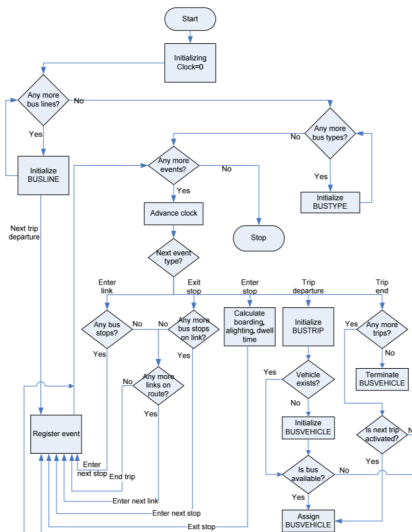 Start
Initializing
Clock=0
Any more
bus lines?
No
Yes
Any more
bus types?
No
Yes
Initialize
BUSLINE
Initialize
BUSTYPE
Any more
events?
No
Yes
Advance clock
Stop
Next trip
departure
Next event
type?
Enter
link
Exit
stop
Enter
stop
Trip
departure
Trip
end
Any bus
stops?
No
No
Any more
bus stops
on link?
Calculate
boarding,
alighting, dwell
time
Initialize
BUSTRIP
Yes
Any more
trips?
Yes
Yes
No
No
Any more
links on
route?
Yes
Yes
Vehicle
exists?
No
Terminate
BUSVEHICLE
Register event
Initialize
BUSVEHICLE
Is next trip
activated?
Enter
next stop
End trip
Enter next link
Enter next stop
Exit stop
Is bus
available?
No
Yes
Yes
Assign
BUSVEHICLE